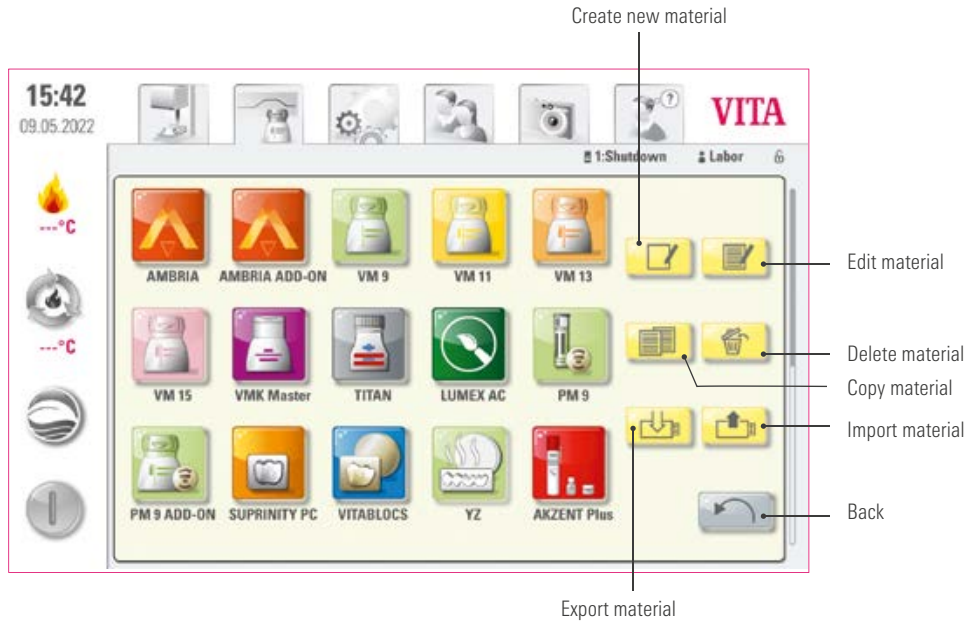 Create new material
15:42
09.05.2022
?
VITA
1:Shutdown
Labor
---°C
AMBRIA
AMBRIA ADD-ON
VM 9
VM 11
VM 13
Edit material
---°C
Delete material
Copy material
VM 15
VMK Master
TITAN
LUMEX AC
PM 9
Import material
PM 9 ADD-ON
SUPRINITY PC
VITABLOCS
YZ
AKZENT Plus
Back
Export material